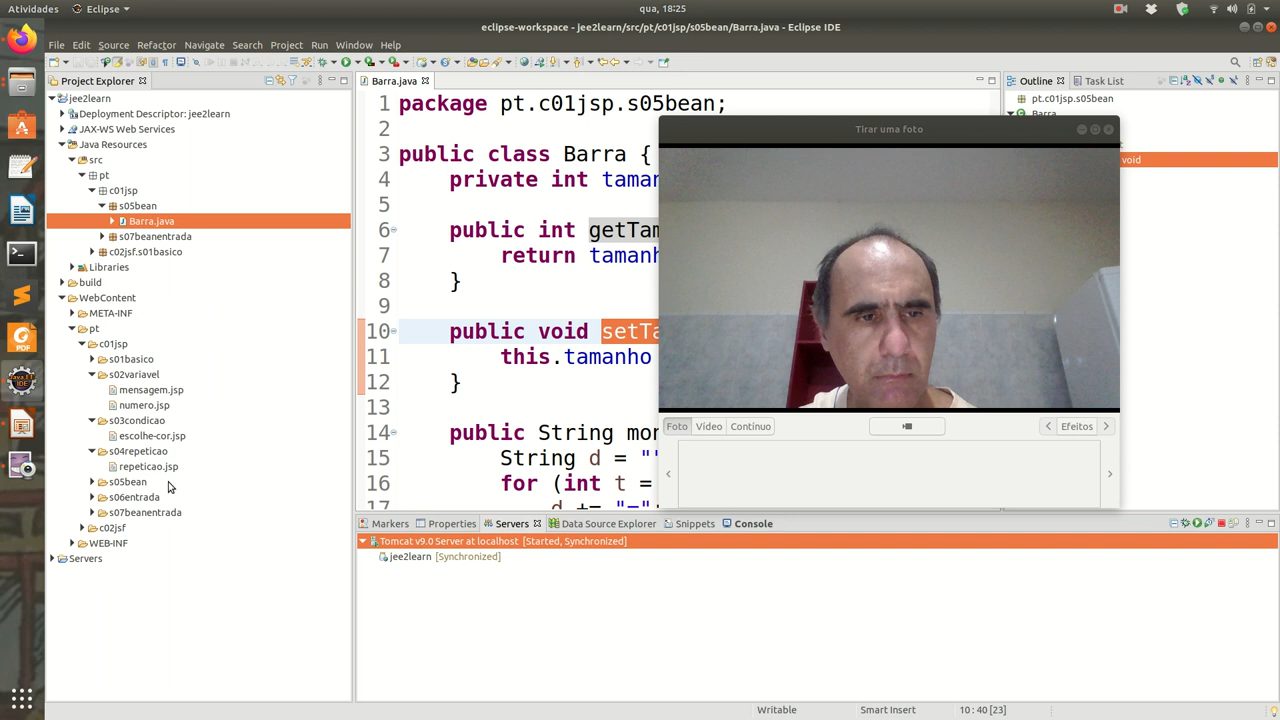 Atividades
Eclipse
qua, 18:25
eclipse-workspace - jee2learn/src/pt/c01jsp/s05bean/Barra.java - Eclipse IDE
File Edit Source Refactor Navigate Search Project Run Window Help
Project Explorer
jee2learn
Deployment Descriptor: jee2learn
JAX-WS Web Services
Java Resources
src
pt
c01jsp
s05bean
Barra.java
s07beanentrada
c02jsf.s01basico
Libraries
build
WebContent
META-INF
pt
c01jsp
s01basico
s02variavel
mensagem.jsp
numero.jsp
s03condicao
escolhe-cor.jsp
s04repeticao
repeticao.jsp
s05bean
s06entrada
s07beanentrada
c02jsf
WEB-INF
Servers
Barra.java
1 package pt.c01jsp.s05bean;
2
3 public class Barra {
4 private int taman
5
6 public int getTam
7 return tamanh
8 }
9
10 public void setTa
11 this.tamanho
12 }
13
14 public String mor
15 String d = ""
16 for (int t =
17 d += "=";
Outline
Task List
pt.c01jsp.s05bean
Barra
void
Tirar uma foto
Foto Vídeo Contínuo
Efeitos
Markers Properties Servers Data Source Explorer Snippets Console
Tomcat v9.0 Server at localhost [Started, Synchronized]
jee2learn [Synchronized]
Writable
Smart Insert
10 : 40 [23]